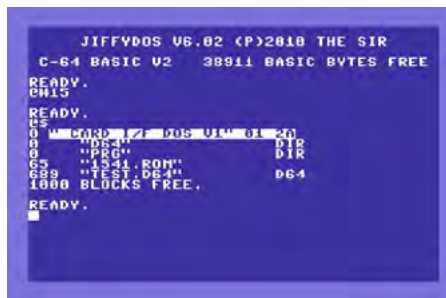 JIFFYDOS V6.02 (P)2010 THE SIR
C-64 BASIC V2 38911 BASIC BYTES FREE
READY.
@#15
READY.
@$
0 " CARD I/F DOS V1" 01 2A
0 "D64" DIR
0 "PRG" DIR
65 "1541.ROM"
689 "TEST.D64" D64
1000 BLOCKS FREE.
READY.